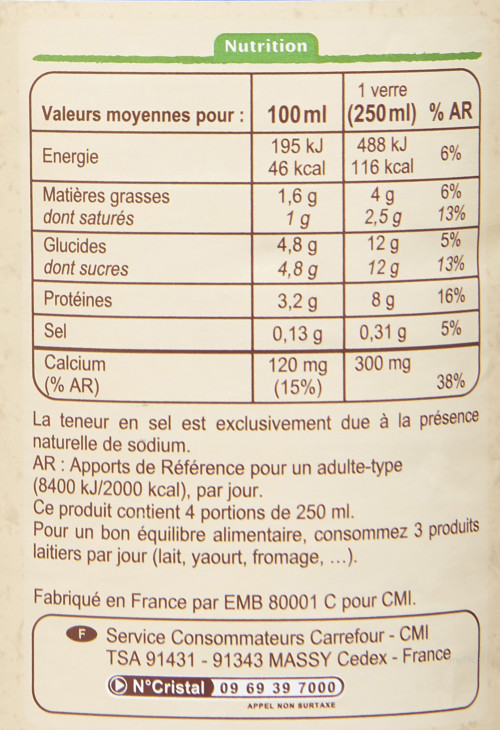 Nutrition
Valeurs moyennes pour : 100 ml 1 verre (250 ml) % AR
Energie 195 kJ 488 kJ 6%
46 kcal 116 kcal
Matières grasses 1,6 g 4 g 6%
dont saturés 1 g 2,5 g 13%
Glucides 4,8 g 12 g 5%
dont sucres 4,8 g 12 g 13%
Protéines 3,2 g 8 g 16%
Sel 0,13 g 0,31 g 5%
Calcium 120 mg 300 mg
(% AR) (15%) 38%
La teneur en sel est exclusivement due à la présence
naturelle de sodium.
AR : Apports de Référence pour un adulte-type
(8400 kJ/2000 kcal), par jour.
Ce produit contient 4 portions de 250 ml.
Pour un bon équilibre alimentaire, consommez 3 produits
laitiers par jour (lait, yaourt, fromage, ...).
Fabriqué en France par EMB 80001 C pour CMI.
F Service Consommateurs Carrefour - CMI
TSA 91431 - 91343 MASSY Cedex - France
N°Cristal 09 69 39 7000
APPEL NON SURTAXE